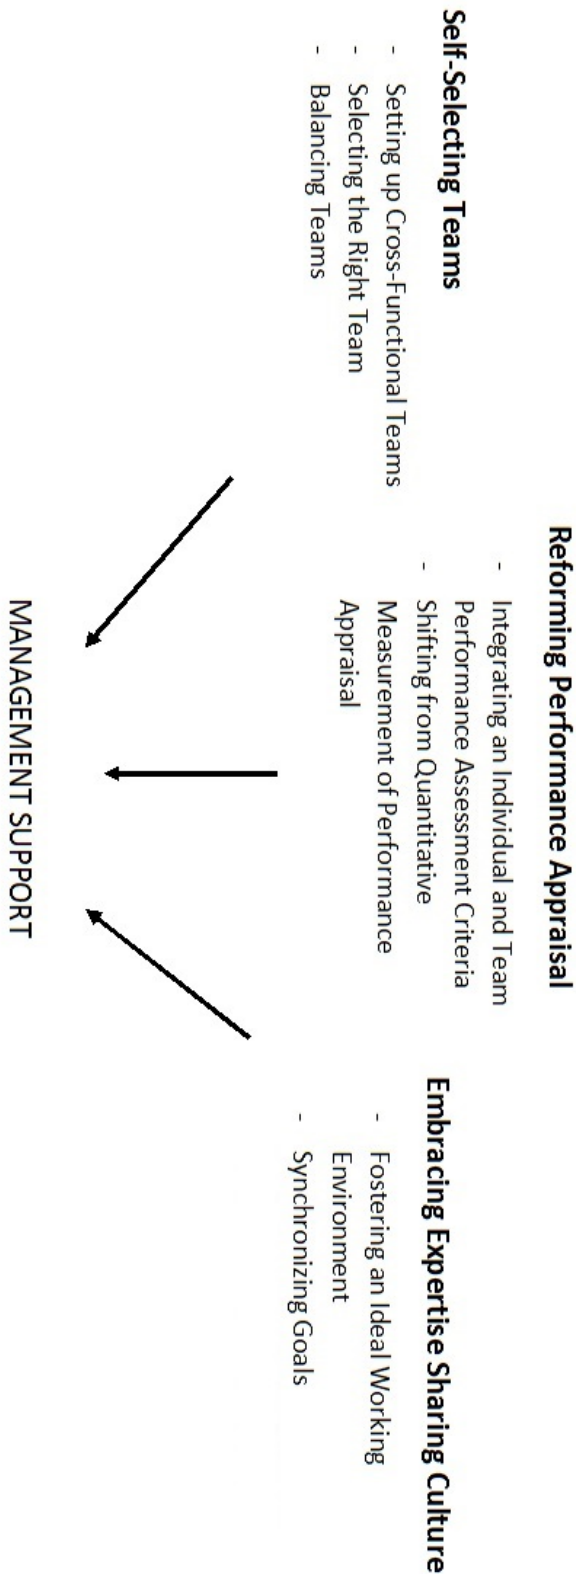 Self-Selecting Teams
- Setting up Cross-Functional Teams
- Selecting the Right Team
- Balancing Teams
Reforming Performance Appraisal
- Integrating an Individual and Team
Performance Assessment Criteria
- Shifting from Quantitative
Measurement of Performance
Appraisal
Embracing Expertise Sharing Culture
- Fostering an Ideal Working
Environment
- Synchronizing Goals
MANAGEMENT SUPPORT